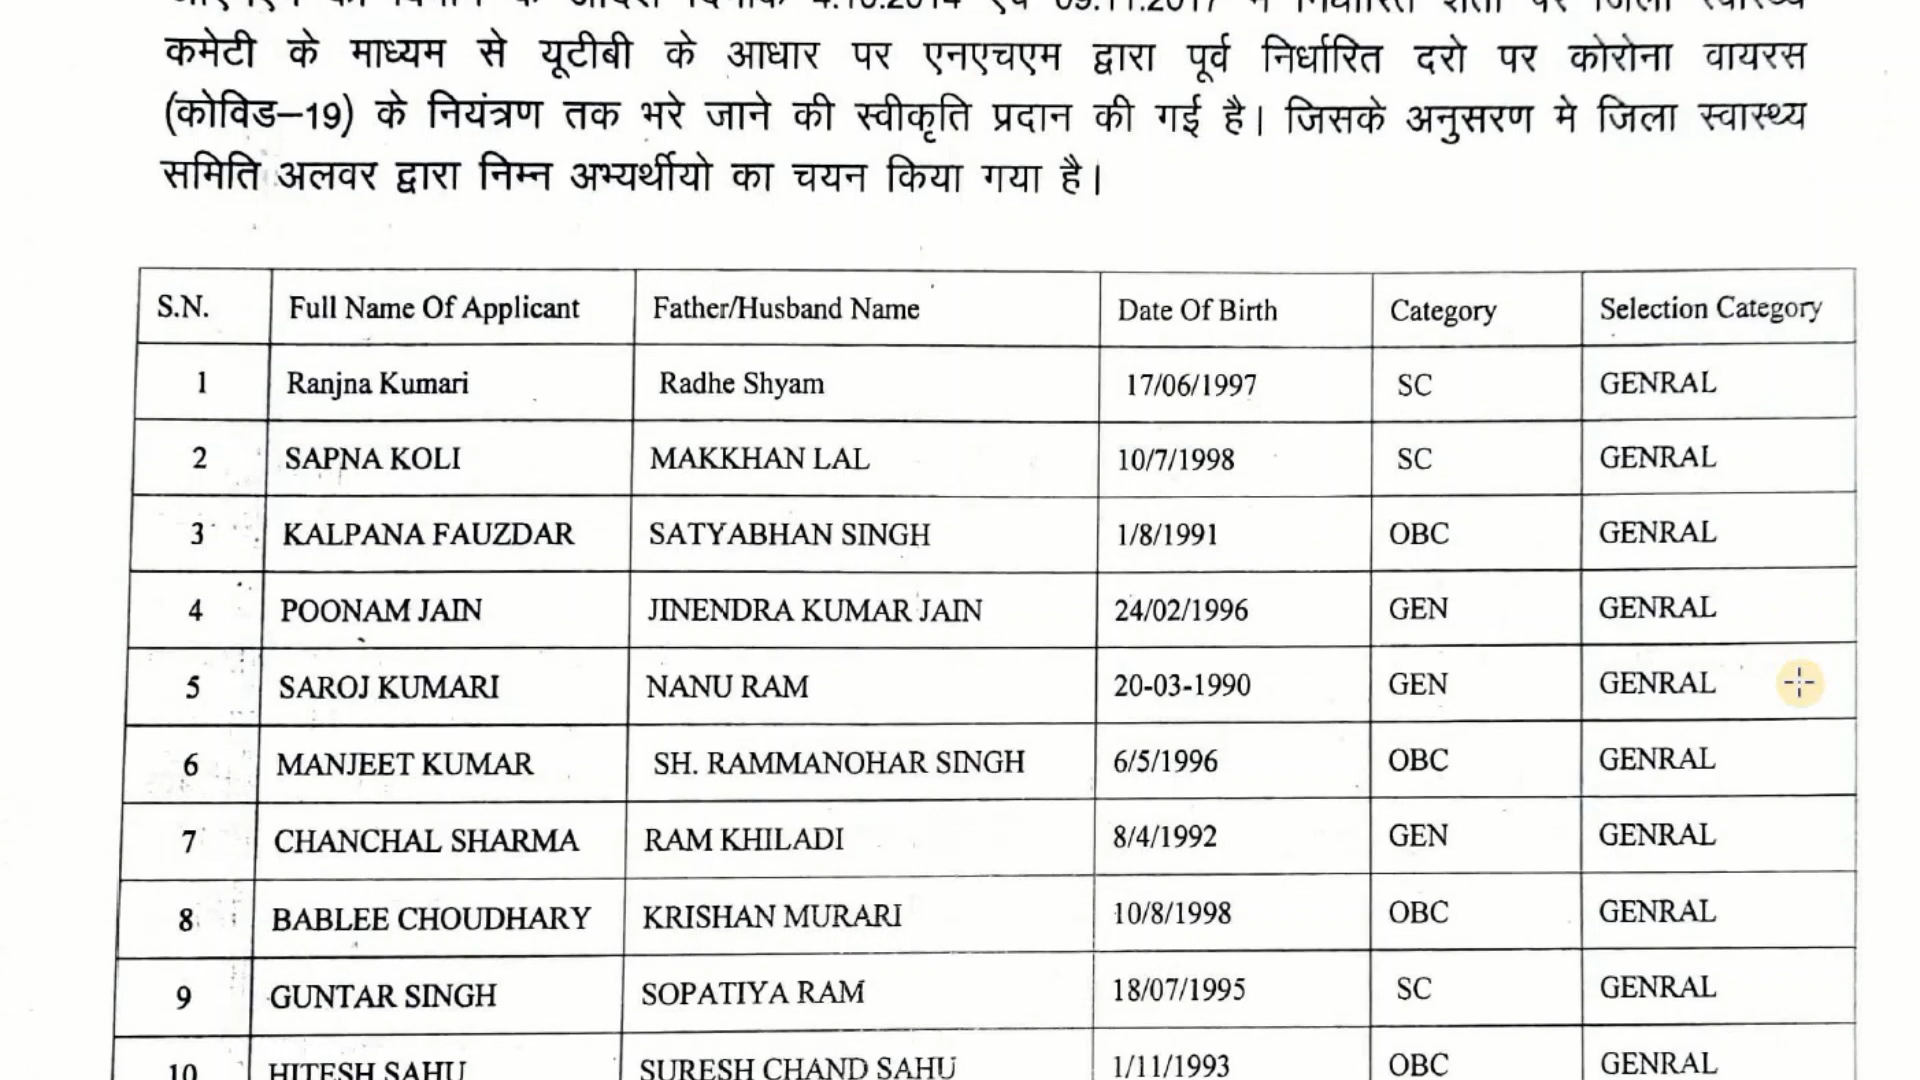 कमेटी के माध्यम से यूटीबी के आधार पर एनएचएम द्वारा पूर्व निर्धारित दरो पर कोरोना वायरस
(कोविड–19) के नियंत्रण तक भरे जाने की स्वीकृति प्रदान की गई है। जिसके अनुसरण मे जिला स्वास्थ्य
समिति अलवर द्वारा निम्न अभ्यर्थीयो का चयन किया गया है।
S.N. Full Name Of Applicant Father/Husband Name Date Of Birth Category Selection Category
1 Ranjna Kumari Radhe Shyam 17/06/1997 SC GENRAL
2 SAPNA KOLI MAKKHAN LAL 10/7/1998 SC GENRAL
3 KALPANA FAUZDAR SATYABHAN SINGH 1/8/1991 OBC GENRAL
4 POONAM JAIN JINENDRA KUMAR JAIN 24/02/1996 GEN GENRAL
5 SAROJ KUMARI NANU RAM 20-03-1990 GEN GENRAL
6 MANJEET KUMAR SH. RAMMANOHAR SINGH 6/5/1996 OBC GENRAL
7 CHANCHAL SHARMA RAM KHILADI 8/4/1992 GEN GENRAL
8 BABLEE CHOUDHARY KRISHAN MURARI 10/8/1998 OBC GENRAL
9 GUNTAR SINGH SOPATIYA RAM 18/07/1995 SC GENRAL
10 HITESH SAHU SURESH CHAND SAHU 1/11/1993 OBC GENRAL